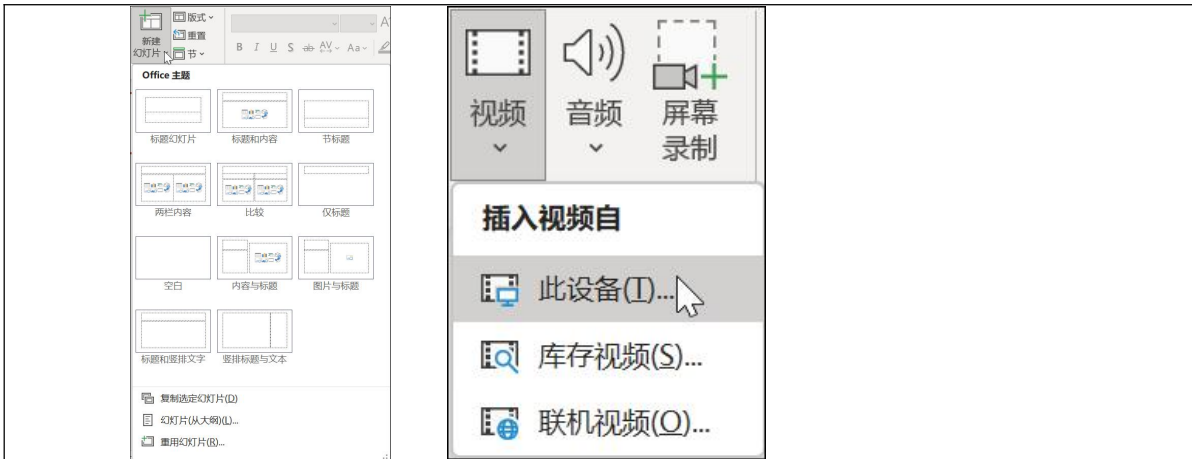 新建
幻灯片
版式
重置
节
B I U S ab AV Aa
Office 主题
标题幻灯片
标题和内容
节标题
两栏内容
比较
仅标题
空白
内容与标题
图片与标题
标题和竖排文字
竖排标题与文本
复制选定幻灯片(D)
幻灯片(从大纲)(L)...
重用幻灯片(R)...
视频
音频
屏幕
录制
插入视频自
此设备(T)...
库存视频(S)...
联机视频(O)...